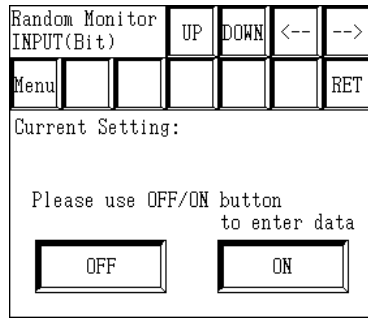 Random Monitor
INPUT(Bit)
UP DOWN <-- -->
Menu RET
Current Setting:
Please use OFF/ON button
to enter data
OFF ON